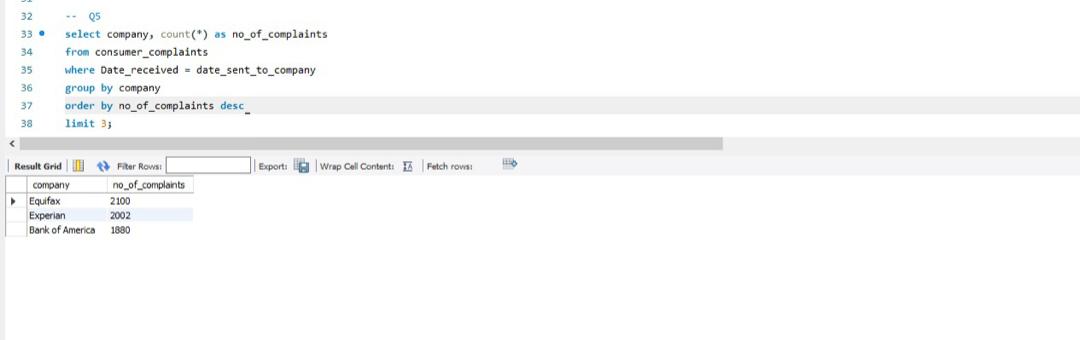 32 -- Q5
33 select company, count(*) as no_of_complaints
34 from consumer_complaints
35 where Date_received = date_sent_to_company
36 group by company
37 order by no_of_complaints desc
38 limit 3;
Result Grid Filter Rows: Export: Wrap Cell Content: Fetch rows:
company no_of_complaints
Equifax 2100
Experian 2002
Bank of America 1880